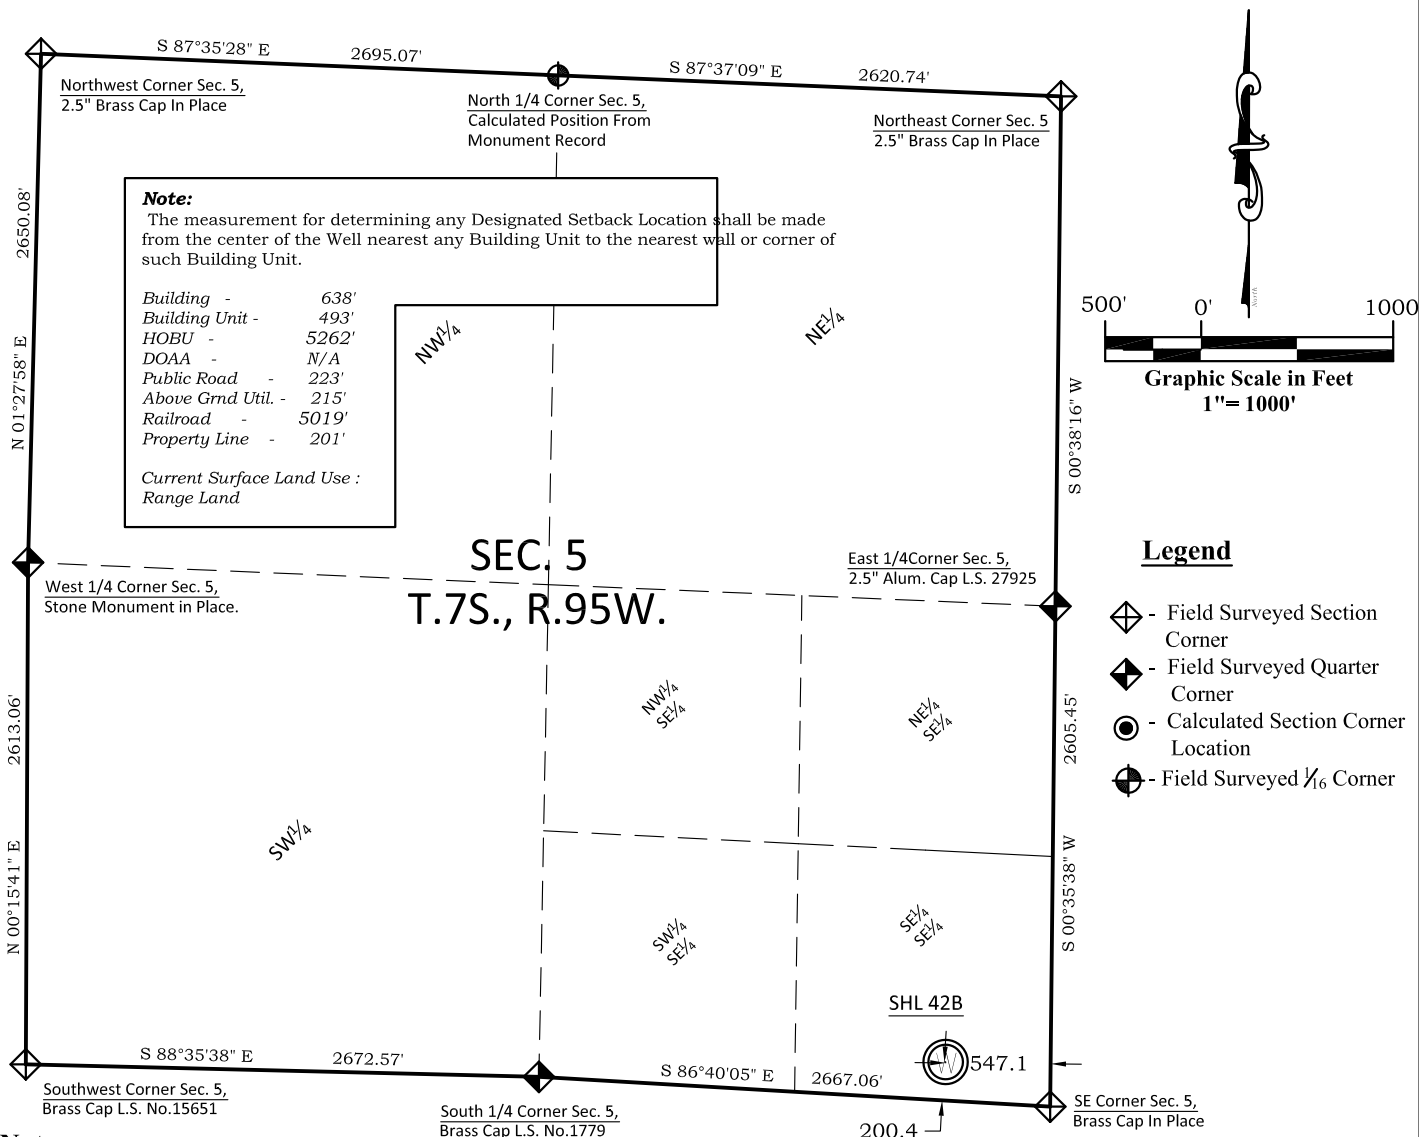 S 87°35'28" E 2695.07'
S 87°37'09" E 2620.74'
Northwest Corner Sec. 5,
2.5" Brass Cap In Place
North 1/4 Corner Sec. 5,
Calculated Position From
Monument Record
Northeast Corner Sec. 5
2.5" Brass Cap In Place
2650.08'
N 01°27'58" E
Note:
The measurement for determining any Designated Setback Location shall be made
from the center of the Well nearest any Building Unit to the nearest wall or corner of
such Building Unit.
Building - 638'
Building Unit - 493'
HOBU - 5262'
DOAA - N/A
Public Road - 223'
Above Grnd Util. - 215'
Railroad - 5019'
Property Line - 201'
Current Surface Land Use :
Range Land
NW¼
NE¼
S 00°38'16" W
North
500' 0' 1000
Graphic Scale in Feet
1"= 1000'
SEC. 5
T.7S., R.95W.
East 1/4Corner Sec. 5,
2.5" Alum. Cap L.S. 27925
West 1/4 Corner Sec. 5,
Stone Monument in Place.
Legend
- Field Surveyed Section
Corner
- Field Surveyed Quarter
Corner
- Calculated Section Corner
Location
- Field Surveyed 1/16 Corner
2613.06'
N 00°15'41" E
NW¼
SE¼
NE¼
SE¼
2605.45'
S 00°35'38" W
SW¼
SW¼
SE¼
SE¼
SE¼
SHL 42B
W
547.1
S 88°35'38" E 2672.57'
S 86°40'05" E 2667.06'
Southwest Corner Sec. 5,
Brass Cap L.S. No.15651
South 1/4 Corner Sec. 5,
Brass Cap L.S. No.1779
200.4
SE Corner Sec. 5,
Brass Cap In Place